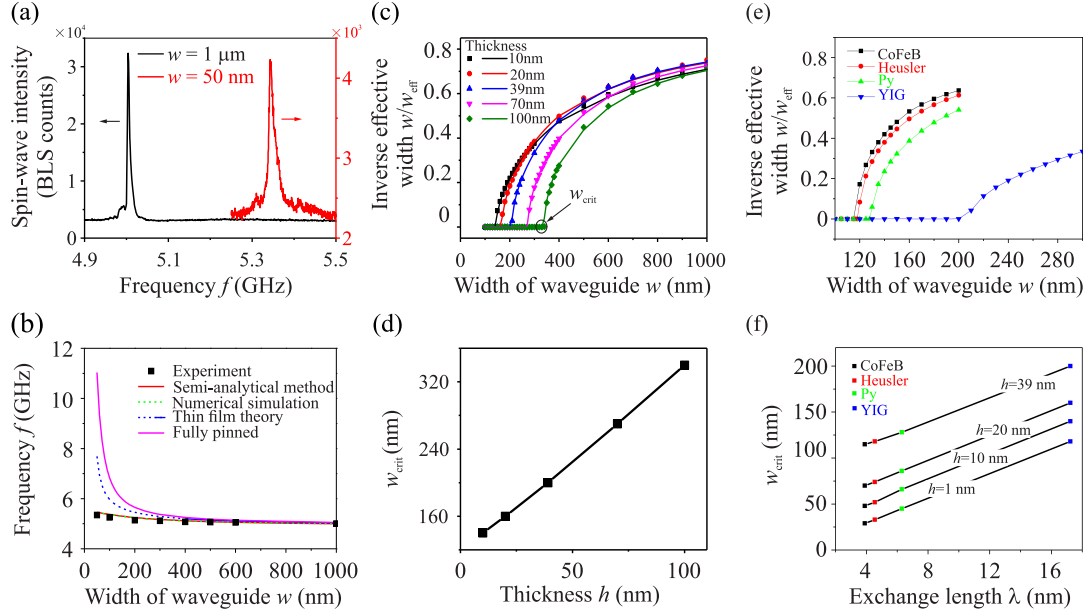 (a)
×10⁴
×10³
w = 1 μm
w = 50 nm
Spin-wave intensity
(BLS counts)
3
2
1
0
4
3
2
4.9
5.1
5.3
5.5
Frequency f (GHz)
(c)
Thickness
10nm
20nm
39nm
70nm
100nm
w_crit
Inverse effective
width w/w_eff
0.8
0.6
0.4
0.2
0
0
200
400
600
800
1000
Width of waveguide w (nm)
(e)
CoFeB
Heusler
Py
YIG
Inverse effective
width w/w_eff
0.8
0.6
0.4
0.2
0.0
120
160
200
240
280
Width of waveguide w (nm)
(b)
Experiment
Semi-analytical method
Numerical simulation
Thin film theory
Fully pinned
Frequency f (GHz)
12
10
8
6
4
0
200
400
600
800
1000
Width of waveguide w (nm)
(d)
w_crit (nm)
320
240
160
0
50
100
Thickness h (nm)
(f)
CoFeB
Heusler
Py
YIG
h=39 nm
h=20 nm
h=10 nm
h=1 nm
w_crit (nm)
200
150
100
50
0
4
8
12
16
Exchange length λ (nm)